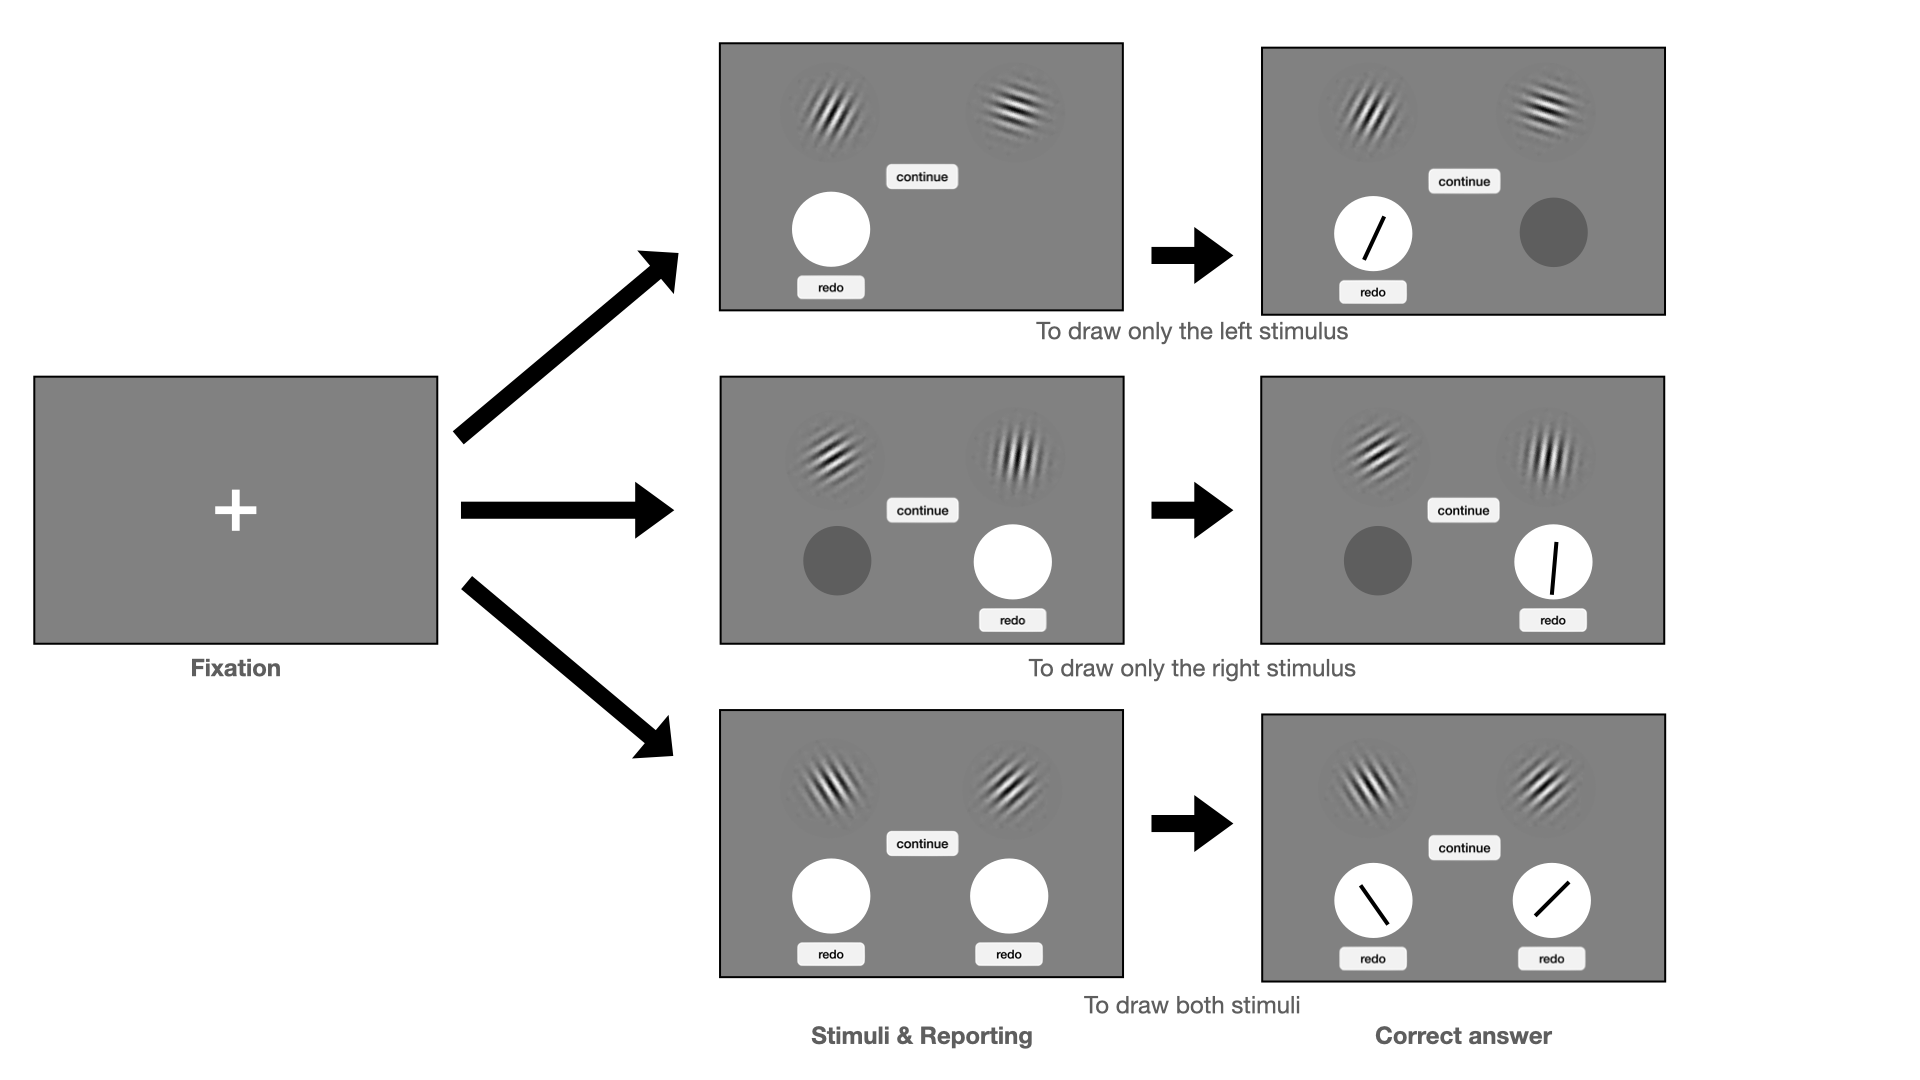 continue
redo
continue
redo
To draw only the left stimulus
continue
redo
continue
redo
Fixation
To draw only the right stimulus
continue
redo
redo
continue
redo
redo
To draw both stimuli
Stimuli & Reporting
Correct answer